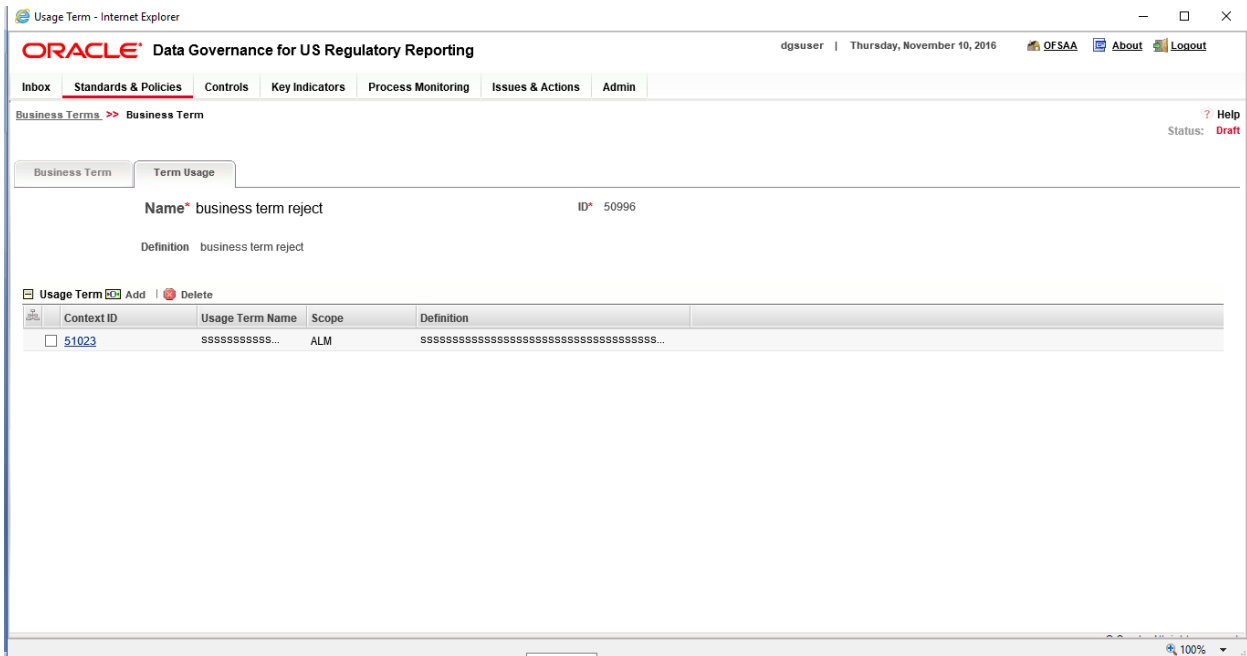 Usage Term - Internet Explorer
ORACLE Data Governance for US Regulatory Reporting dgsuser | Thursday, November 10, 2016 OFSAA About Logout
Inbox Standards & Policies Controls Key Indicators Process Monitoring Issues & Actions Admin
Business Terms >> Business Term ? Help
Status: Draft
Business Term Term Usage
Name* business term reject ID* 50996
Definition business term reject
Usage Term Add | Delete
Context ID Usage Term Name Scope Definition
51023 sssssssssss... ALM sssssssssssssssssssssssssssssssssssss...
100%